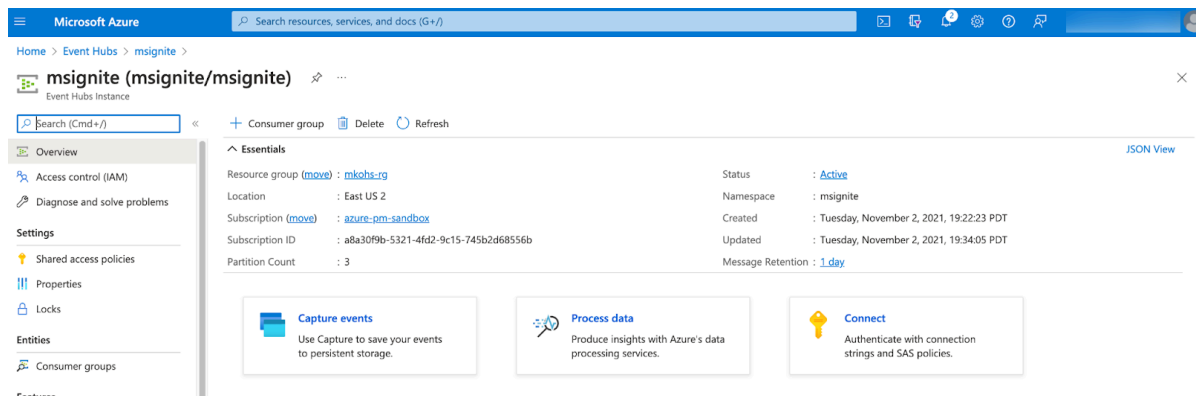 Microsoft Azure
Search resources, services, and docs (G+/)
2
Home > Event Hubs > msignite >
msignite (msignite/msignite)
Event Hubs Instance
Search (Cmd+/)
Consumer group Delete Refresh
Overview
Access control (IAM)
Diagnose and solve problems
Settings
Shared access policies
Properties
Locks
Entities
Consumer groups
Features
Essentials
JSON View
Resource group (move) : mkohs-rg
Location : East US 2
Subscription (move) : azure-pm-sandbox
Subscription ID : a8a30f9b-5321-4fd2-9c15-745b2d68556b
Partition Count : 3
Status : Active
Namespace : msignite
Created : Tuesday, November 2, 2021, 19:22:23 PDT
Updated : Tuesday, November 2, 2021, 19:34:05 PDT
Message Retention : 1 day
Capture events
Use Capture to save your events
to persistent storage.
Process data
Produce insights with Azure's data
processing services.
Connect
Authenticate with connection
strings and SAS policies.